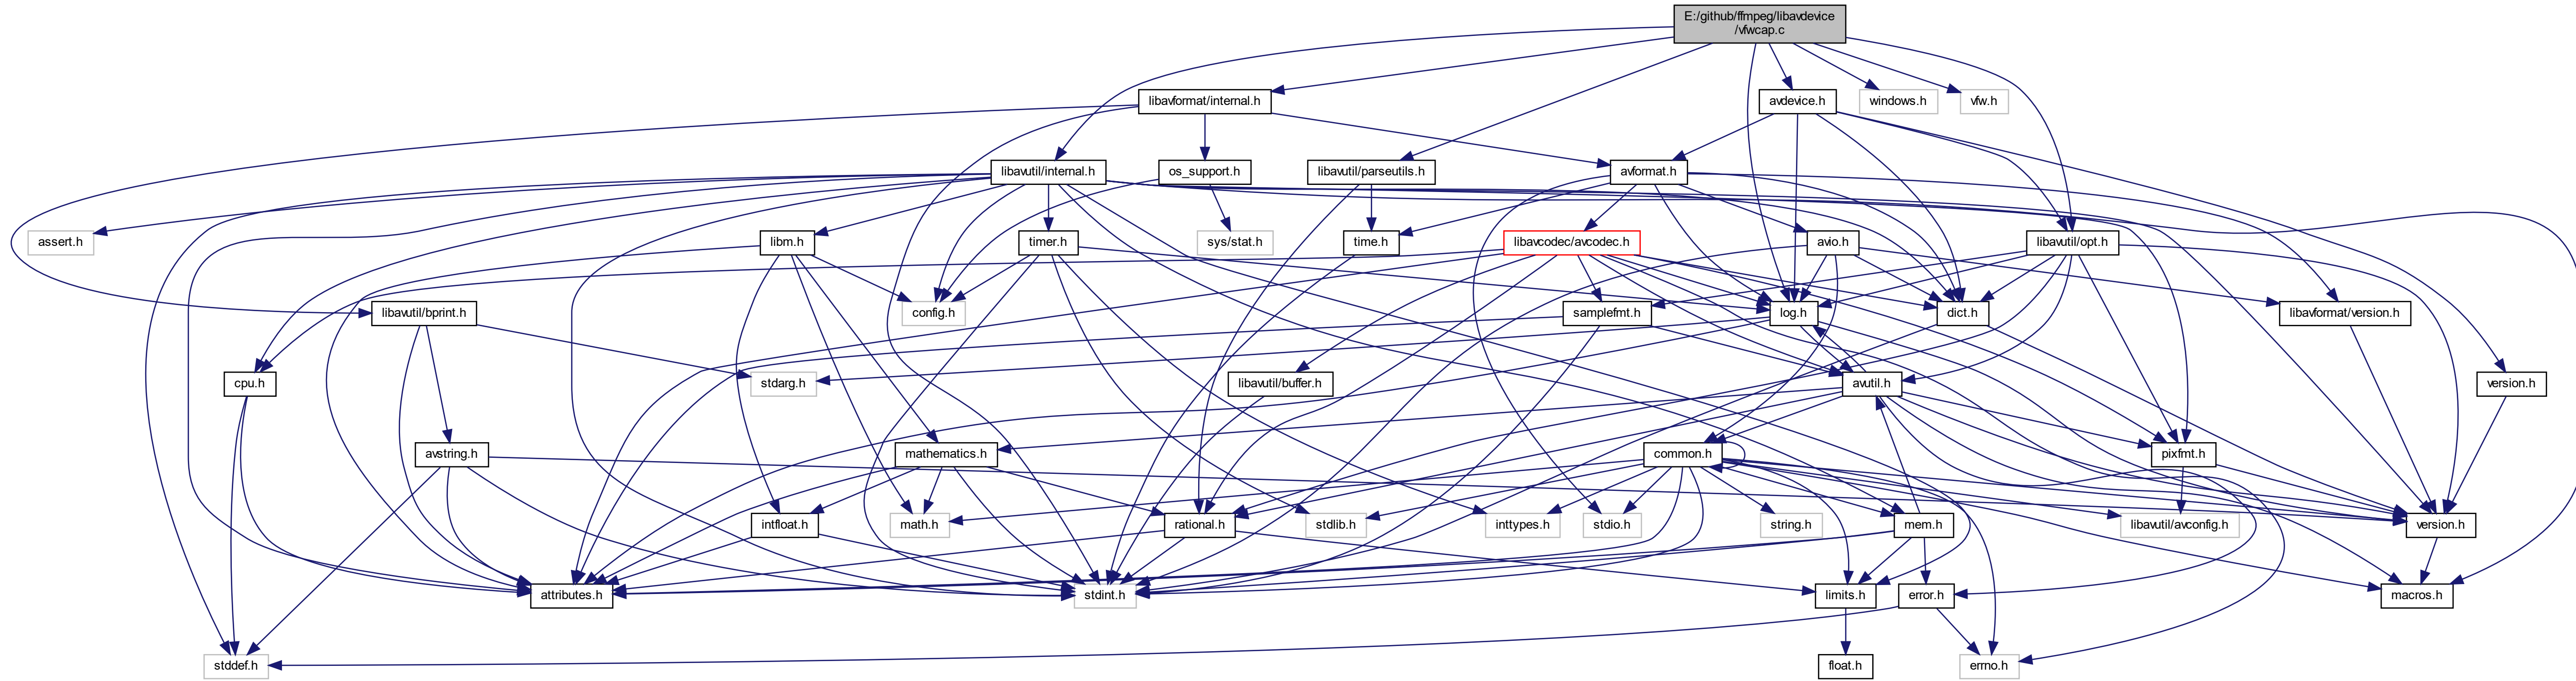 E:/github/ffmpeg/libavdevice
/vfwcap.c
libavformat/internal.h
avdevice.h
windows.h
vfw.h
libavutil/internal.h
os_support.h
libavutil/parseutils.h
avformat.h
assert.h
libm.h
timer.h
sys/stat.h
time.h
libavcodec/avcodec.h
avio.h
libavutil/opt.h
libavutil/bprint.h
config.h
samplefmt.h
log.h
dict.h
libavformat/version.h
cpu.h
stdarg.h
libavutil/buffer.h
avutil.h
version.h
avstring.h
mathematics.h
common.h
pixfmt.h
intfloat.h
math.h
rational.h
stdlib.h
inttypes.h
stdio.h
string.h
mem.h
libavutil/avconfig.h
version.h
attributes.h
stdint.h
limits.h
error.h
macros.h
stddef.h
float.h
errno.h